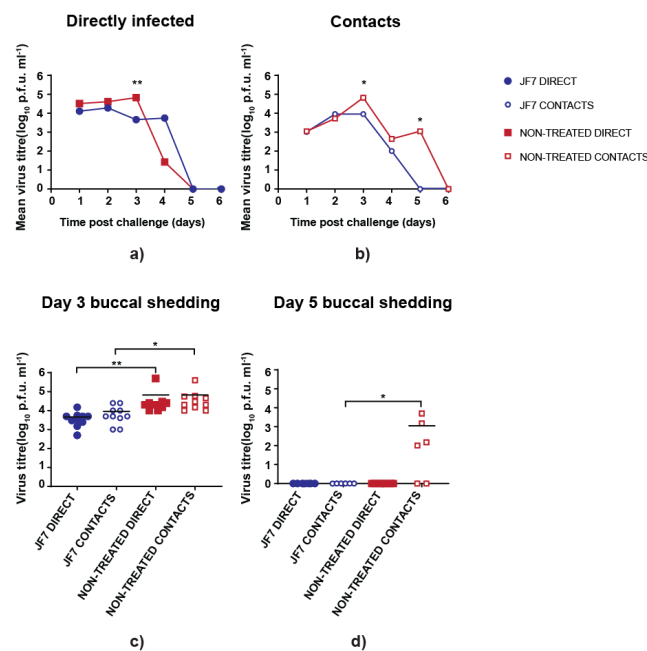 Directly infected
Contacts
Mean virus titre(log10 p.f.u. ml-1)
6
5
4
3
2
1
0
**
0 1 2 3 4 5 6
Time post challenge (days)
a)
Mean virus titre(log10 p.f.u. ml-1)
6
5
4
3
2
1
0
*
*
0 1 2 3 4 5 6
Time post challenge (days)
b)
JF7 DIRECT
JF7 CONTACTS
NON-TREATED DIRECT
NON-TREATED CONTACTS
Day 3 buccal shedding
Day 5 buccal shedding
Virus titre(log10 p.f.u. ml-1)
6
5
4
3
2
1
0
*
**
JF7 DIRECT
JF7 CONTACTS
NON-TREATED DIRECT
NON-TREATED CONTACTS
c)
Virus titre(log10 p.f.u. ml-1)
6
5
4
3
2
1
0
*
JF7 DIRECT
JF7 CONTACTS
NON-TREATED DIRECT
NON-TREATED CONTACTS
d)